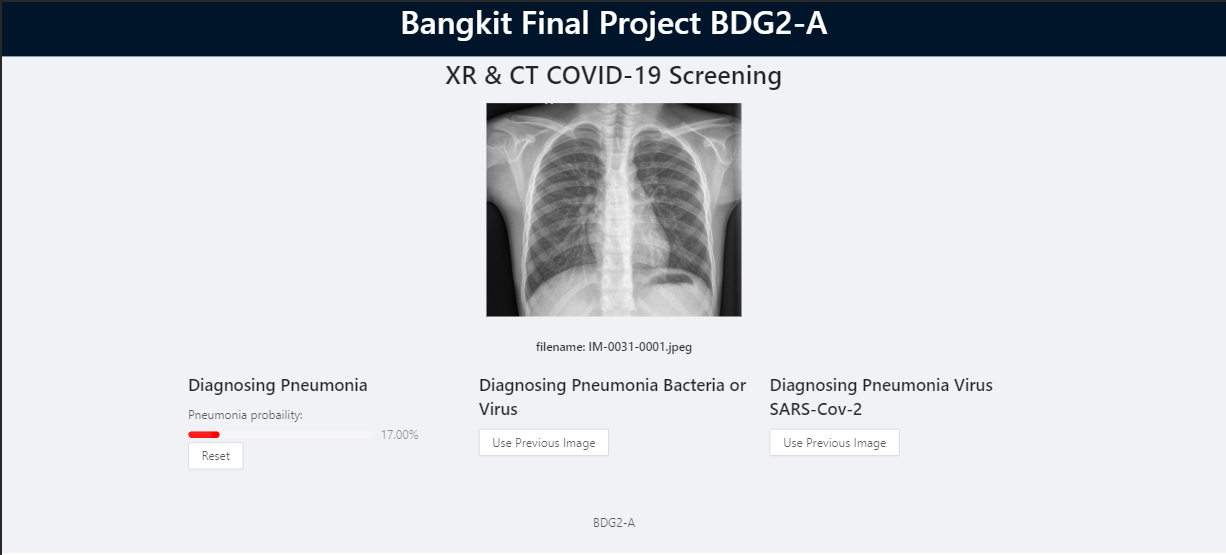 Bangkit Final Project BDG2-A
XR & CT COVID-19 Screening
filename: IM-0031-0001.jpeg
Diagnosing Pneumonia
Pneumonia probaility:
17.00%
Reset
Diagnosing Pneumonia Bacteria or
Virus
Use Previous Image
Diagnosing Pneumonia Virus
SARS-Cov-2
Use Previous Image
BDG2-A